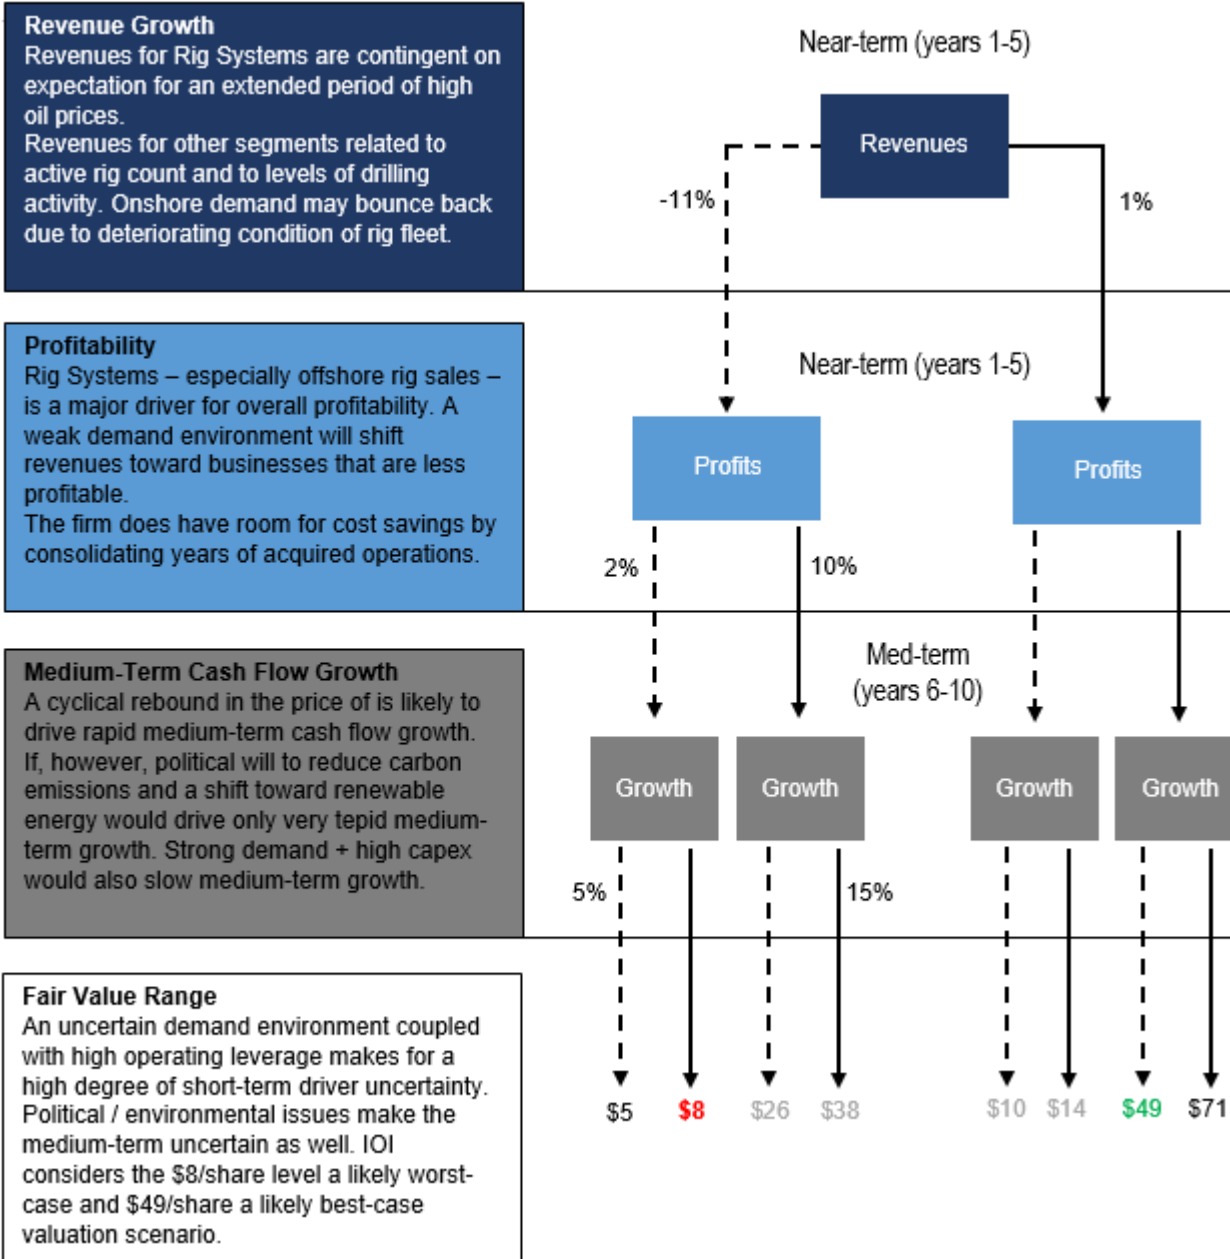 Revenue Growth
Revenues for Rig Systems are contingent on
expectation for an extended period of high
oil prices.
Revenues for other segments related to
active rig count and to levels of drilling
activity. Onshore demand may bounce back
due to deteriorating condition of rig fleet.
Near-term (years 1-5)
Revenues
-11%
1%
Profitability
Rig Systems – especially offshore rig sales –
is a major driver for overall profitability. A
weak demand environment will shift
revenues toward businesses that are less
profitable.
The firm does have room for cost savings by
consolidating years of acquired operations.
Near-term (years 1-5)
Profits
Profits
2%
10%
Medium-Term Cash Flow Growth
A cyclical rebound in the price of is likely to
drive rapid medium-term cash flow growth.
If, however, political will to reduce carbon
emissions and a shift toward renewable
energy would drive only very tepid medium-
term growth. Strong demand + high capex
would also slow medium-term growth.
Med-term
(years 6-10)
Growth
Growth
Growth
Growth
5%
15%
Fair Value Range
An uncertain demand environment coupled
with high operating leverage makes for a
high degree of short-term driver uncertainty.
Political / environmental issues make the
medium-term uncertain as well. IOI
considers the $8/share level a likely worst-
case and $49/share a likely best-case
valuation scenario.
$5
$8
$26
$38
$10
$14
$49
$71